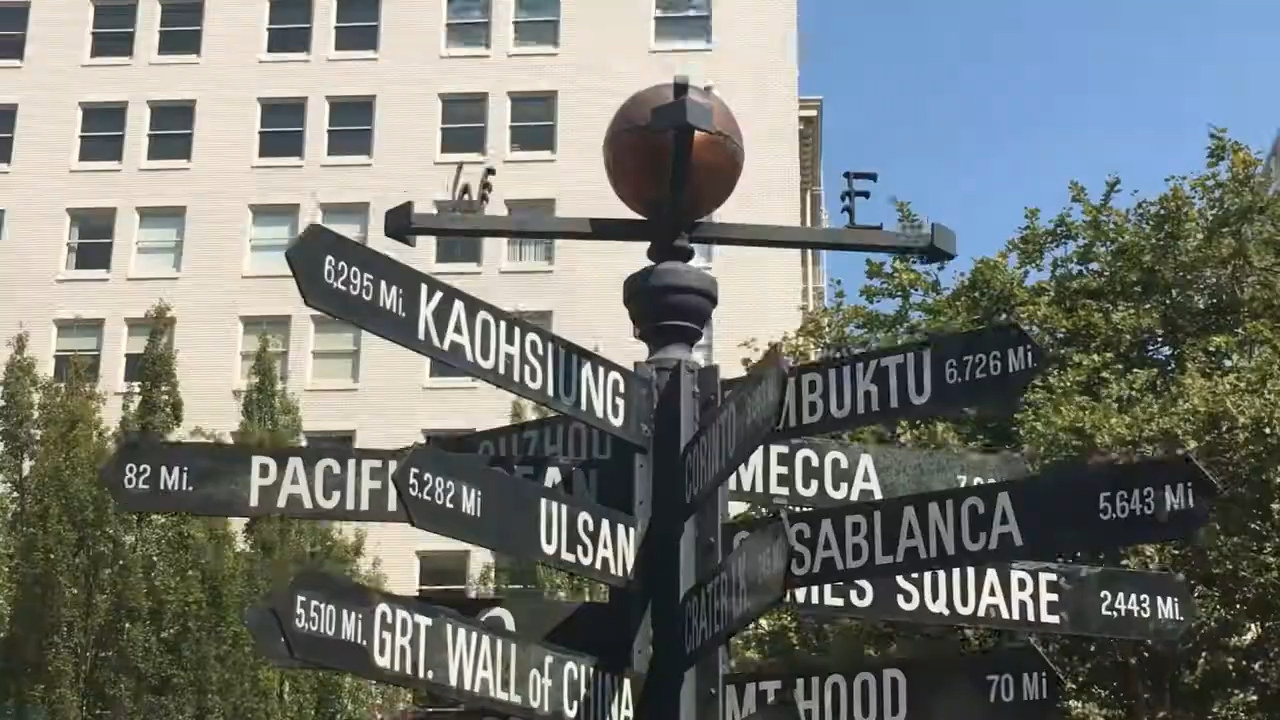 E
6,295 Mi. KAOHSIUNG
MBUKTU 6.726 Mi.
CORINTO
UZHOU
82 Mi. PACIFI
AN
MECCA
5.282 Mi ULSAN
SABLANCA 5,643 Mi
CRATER LK
MES SQUARE 2,443 Mi.
5,510 Mi. GRT. WALL of CHINA
MT HOOD 70 Mi